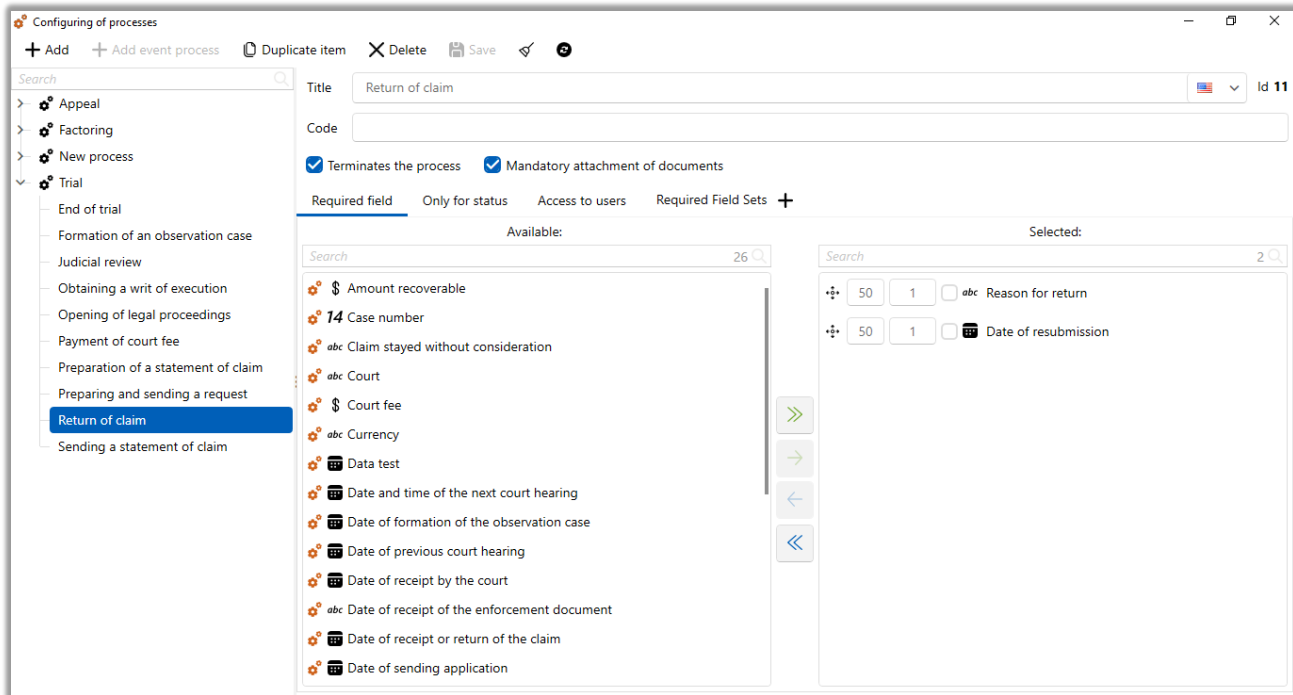 Configuring of processes
Add Add event process Duplicate item Delete Save
Search
Appeal
Factoring
New process
Trial
End of trial
Formation of an observation case
Judicial review
Obtaining a writ of execution
Opening of legal proceedings
Payment of court fee
Preparation of a statement of claim
Preparing and sending a request
Return of claim
Sending a statement of claim
Title Return of claim Id 11
Code
Terminates the process Mandatory attachment of documents
Required field Only for status Access to users Required Field Sets
Available:
Search 26
$ Amount recoverable
14 Case number
abc Claim stayed without consideration
abc Court
$ Court fee
abc Currency
Data test
Date and time of the next court hearing
Date of formation of the observation case
Date of previous court hearing
Date of receipt by the court
abc Date of receipt of the enforcement document
Date of receipt or return of the claim
Date of sending application
Selected:
Search 2
50 1 abc Reason for return
50 1 Date of resubmission